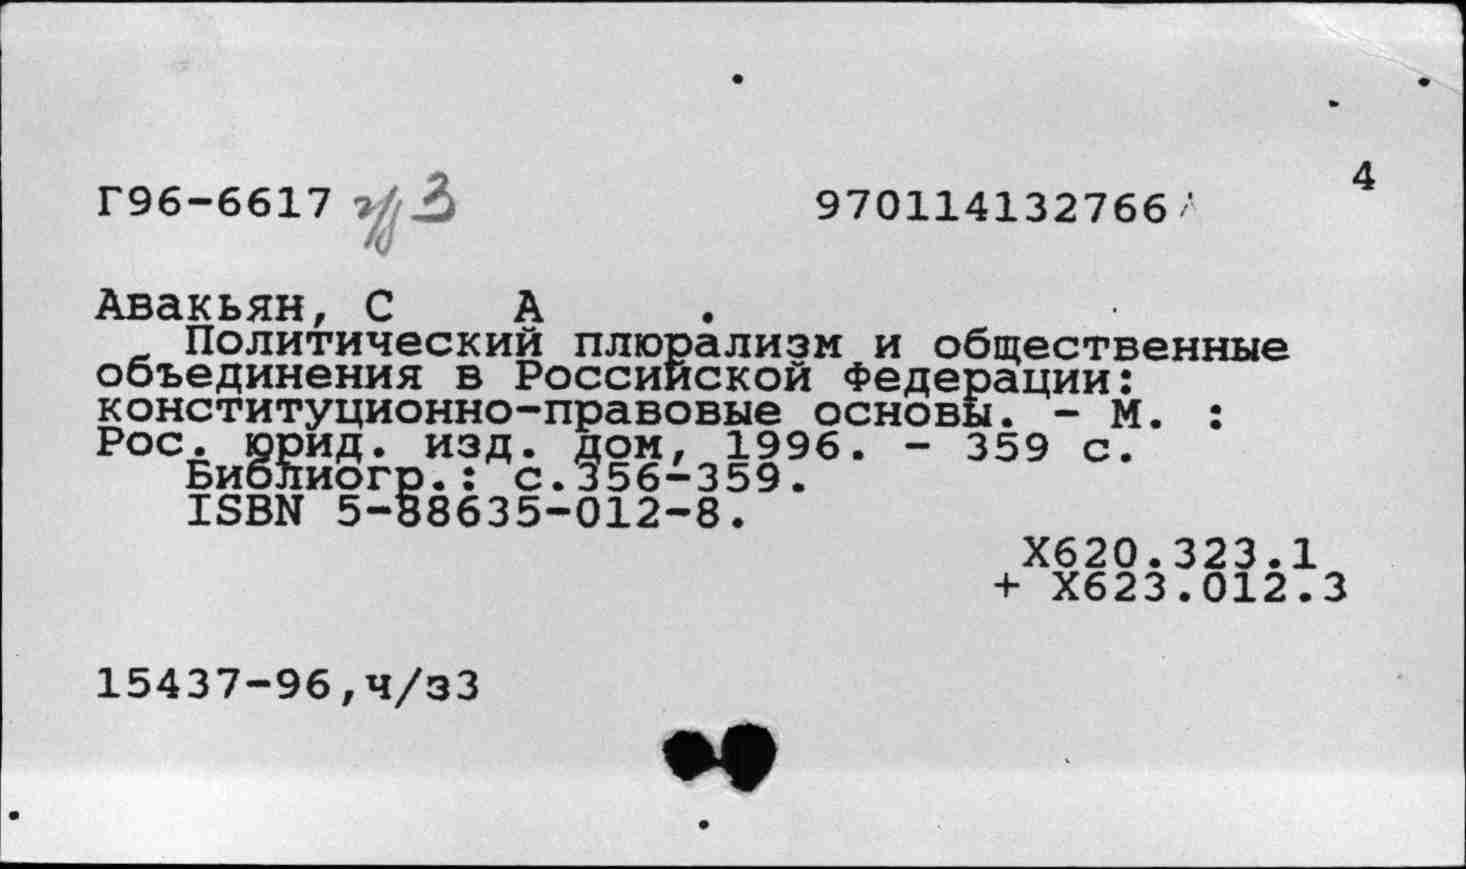 4
Г96-6617 970114132766
Авакьян, С А .
Политический плюрализм и общественные
объединения в Российской Федерации:
конституционно-правовые основы. - М. :
Рос. юрид. изд. дом, 1996. - 359 с.
Библиогр.: с.356-359.
ISBN 5-88635-012-8.
Х620.323.1
+ Х623.012.3
15437-96,ч/з3